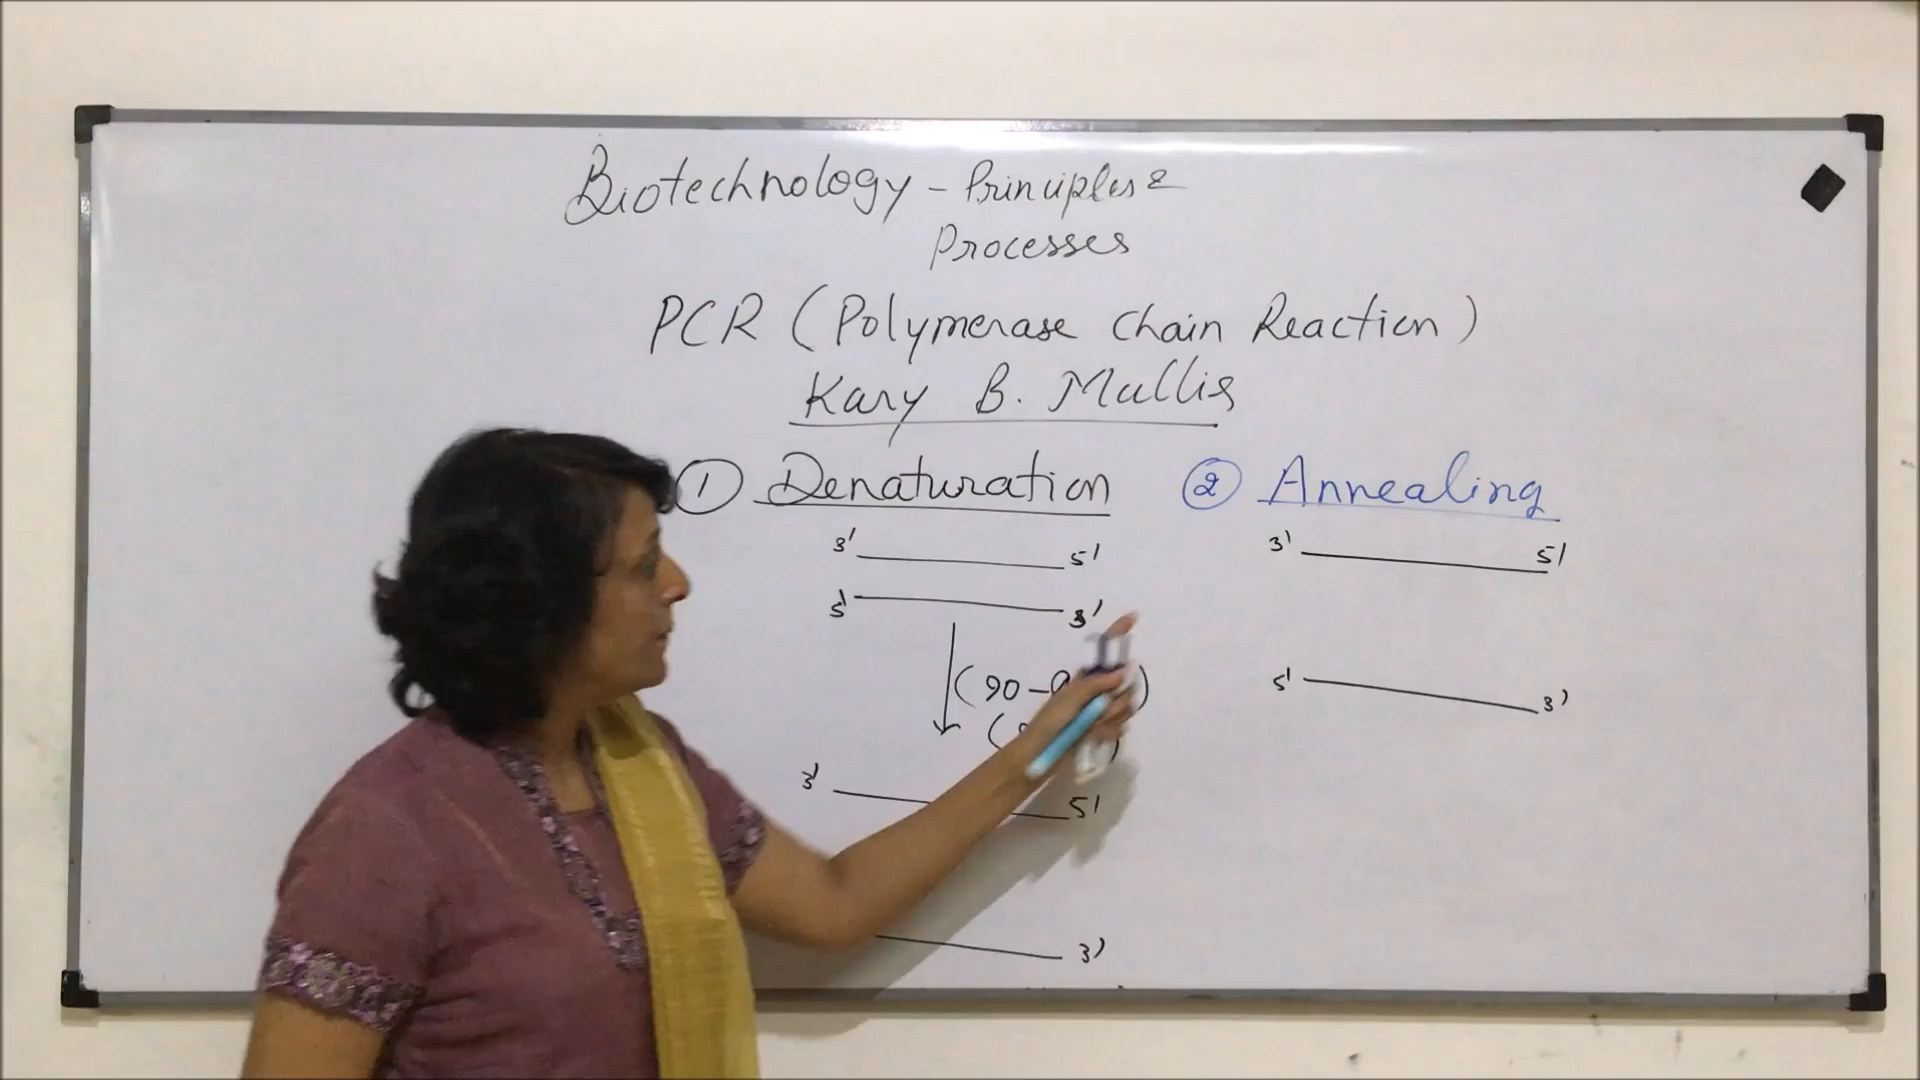 Biotechnology - Principles &
Processes
PCR (Polymerase Chain Reaction)
Kary B. Mullis
① Denaturation
3' 5'
5' 3'
(90 -
3' 5'
3'
② Annealing
3' 5'
5' 3'